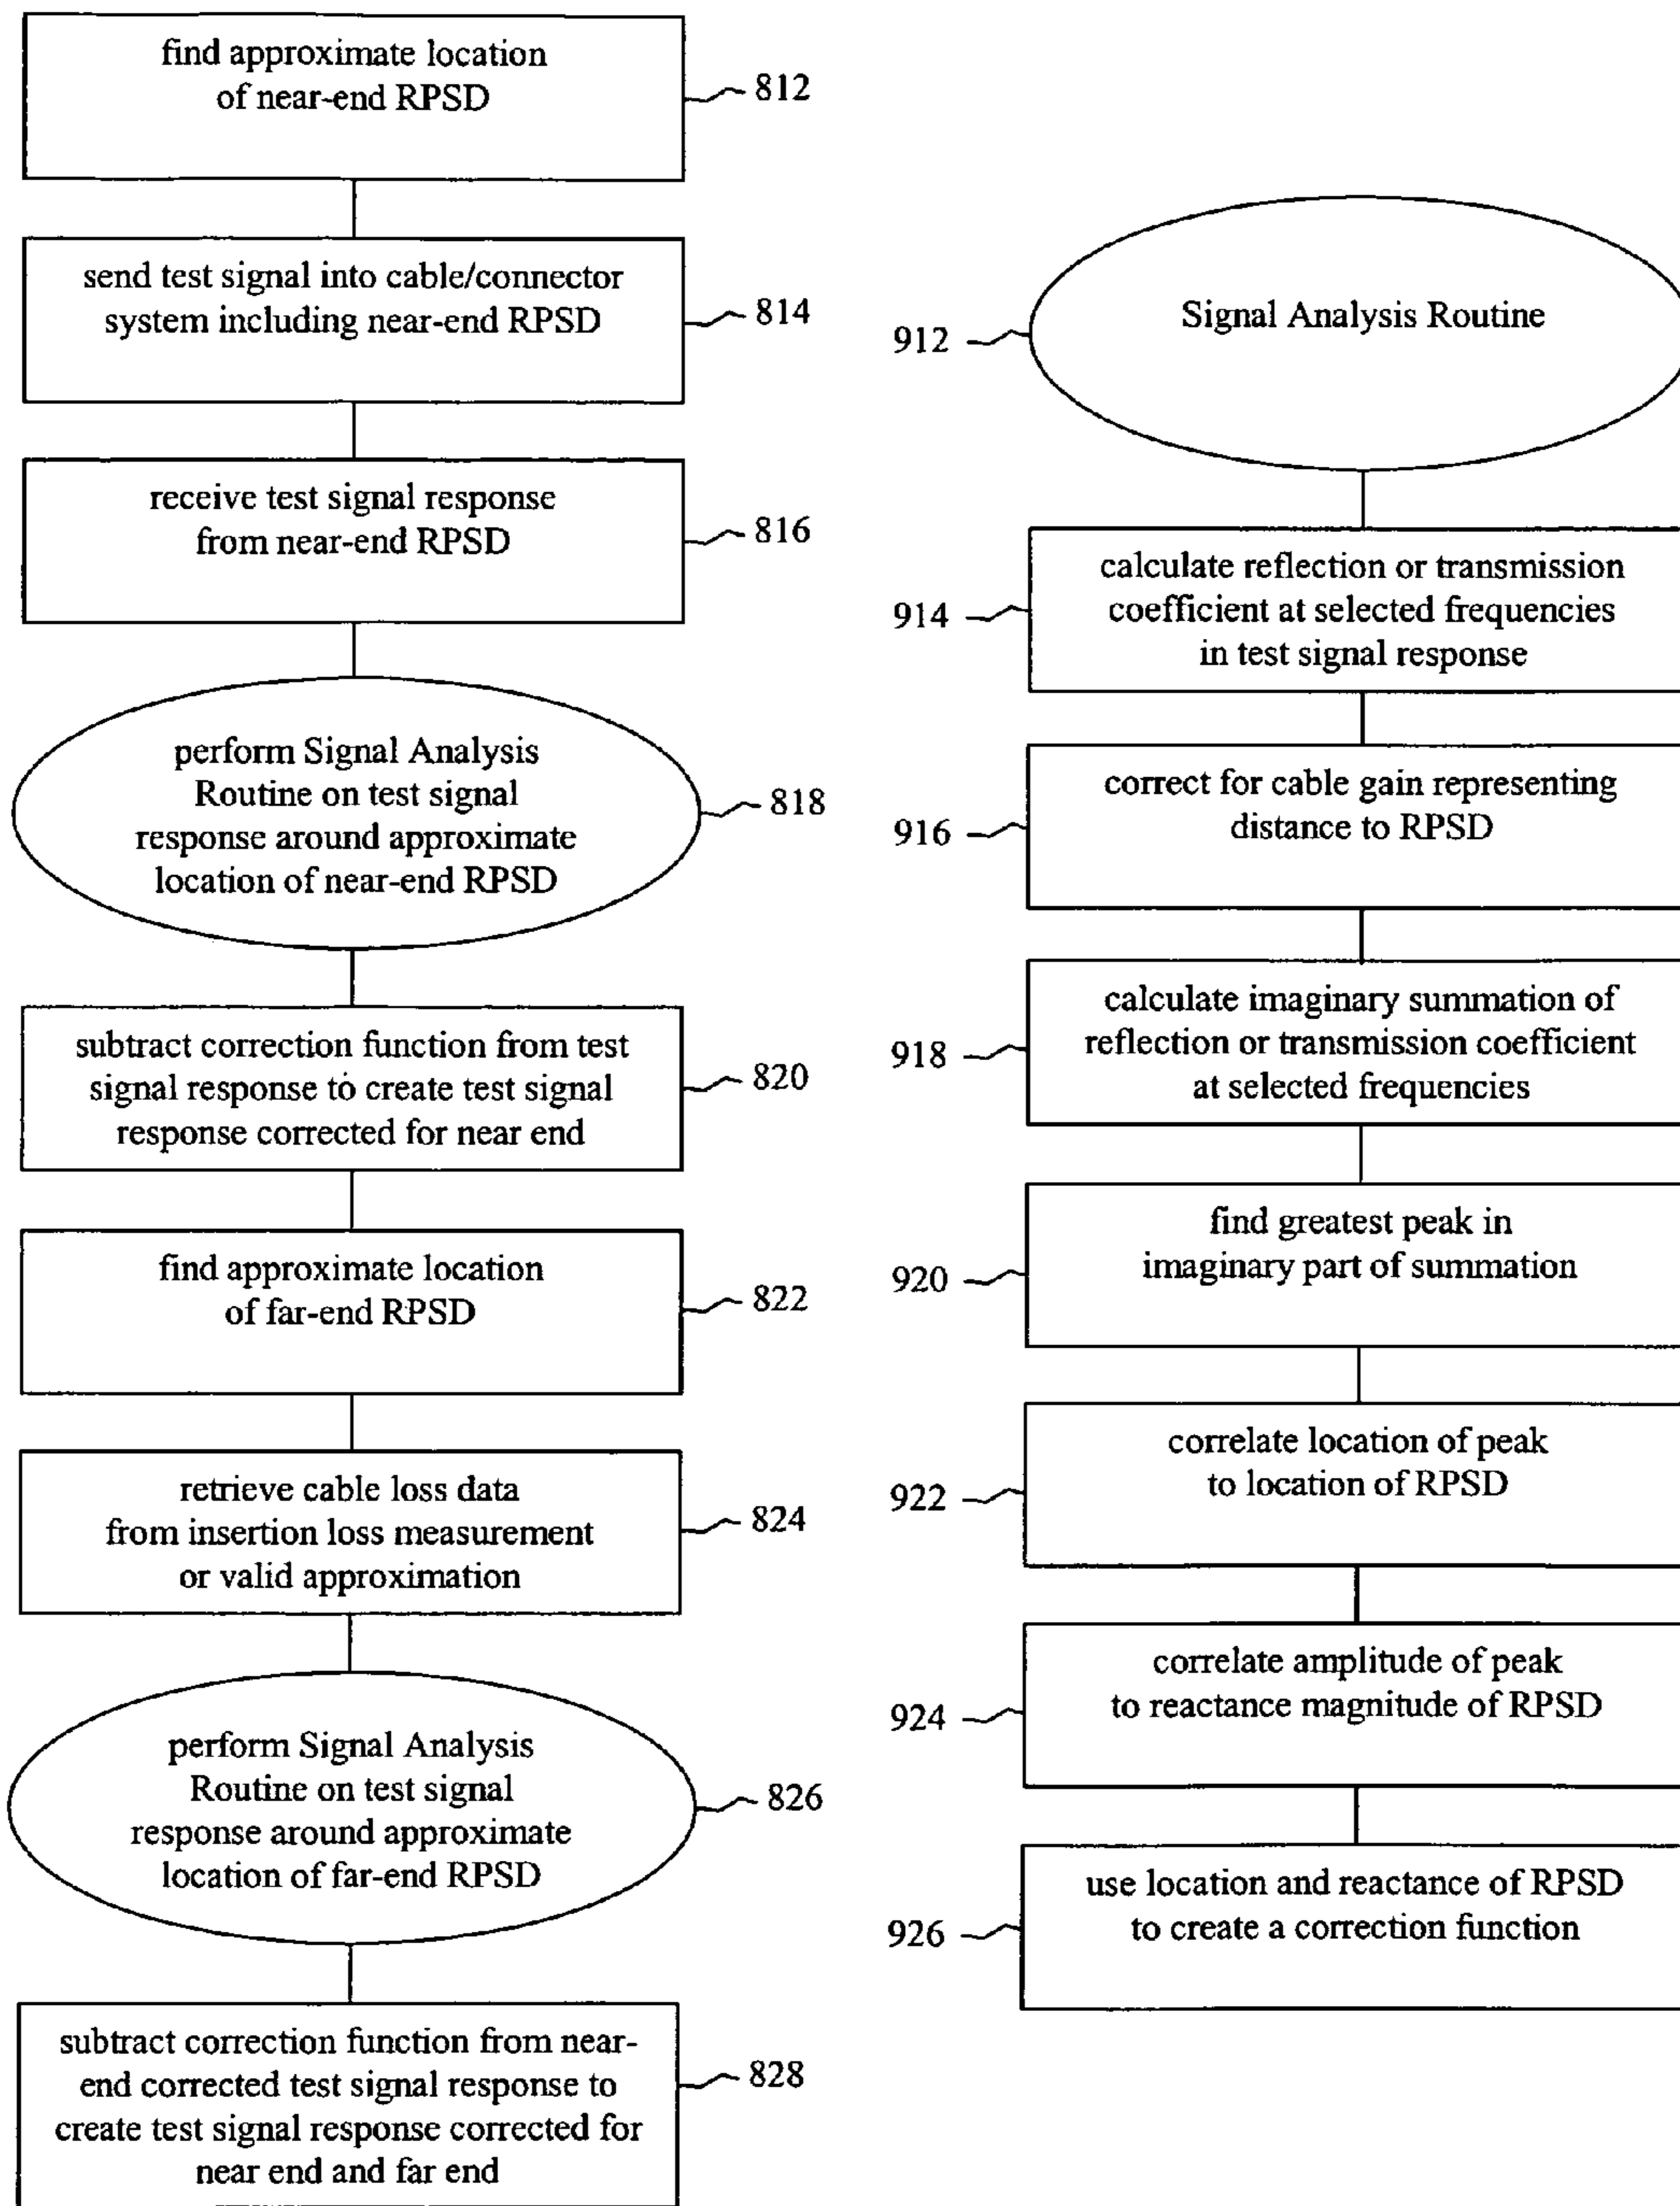 find approximate location
of near-end RPSD
812
send test signal into cable/connector
system including near-end RPSD
814
receive test signal response
from near-end RPSD
816
perform Signal Analysis
Routine on test signal
response around approximate
location of near-end RPSD
818
subtract correction function from test
signal response to create test signal
response corrected for near end
820
find approximate location
of far-end RPSD
822
retrieve cable loss data
from insertion loss measurement
or valid approximation
824
perform Signal Analysis
Routine on test signal
response around approximate
location of far-end RPSD
826
subtract correction function from near-
end corrected test signal response to
create test signal response corrected for
near end and far end
828
Signal Analysis Routine
912
calculate reflection or transmission
coefficient at selected frequencies
in test signal response
914
correct for cable gain representing
distance to RPSD
916
calculate imaginary summation of
reflection or transmission coefficient
at selected frequencies
918
find greatest peak in
imaginary part of summation
920
correlate location of peak
to location of RPSD
922
correlate amplitude of peak
to reactance magnitude of RPSD
924
use location and reactance of RPSD
to create a correction function
926